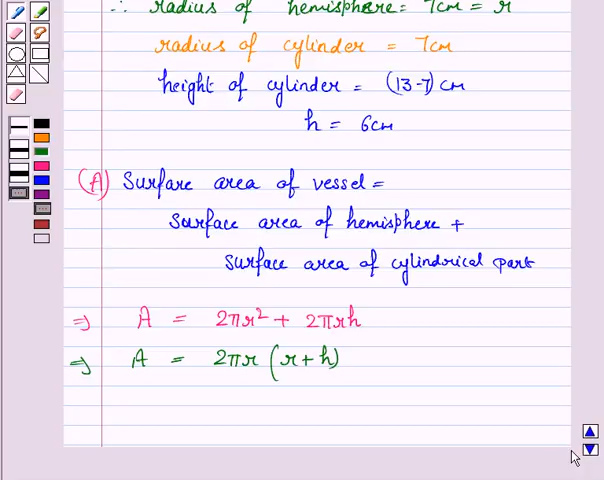 ∴ radius of hemisphere = 7cm = r
radius of cylinder = 7cm
height of cylinder = (13-7) cm
h = 6cm
(A) Surfare area of vessel =
Surface area of hemisphere +
Surface area of cylindrical part
⇒ A = 2πr² + 2πrh
⇒ A = 2πr (r + h)